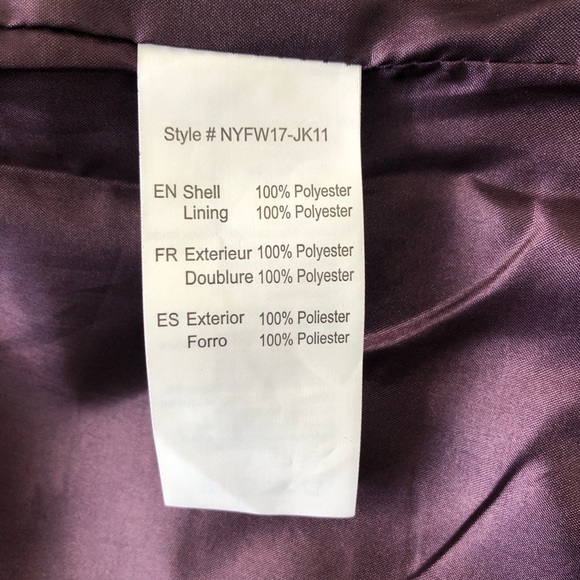 Style # NYFW17-JK11
EN Shell 100% Polyester
Lining 100% Polyester
FR Exterieur 100% Polyester
Doublure 100% Polyester
ES Exterior 100% Poliester
Forro 100% Poliester